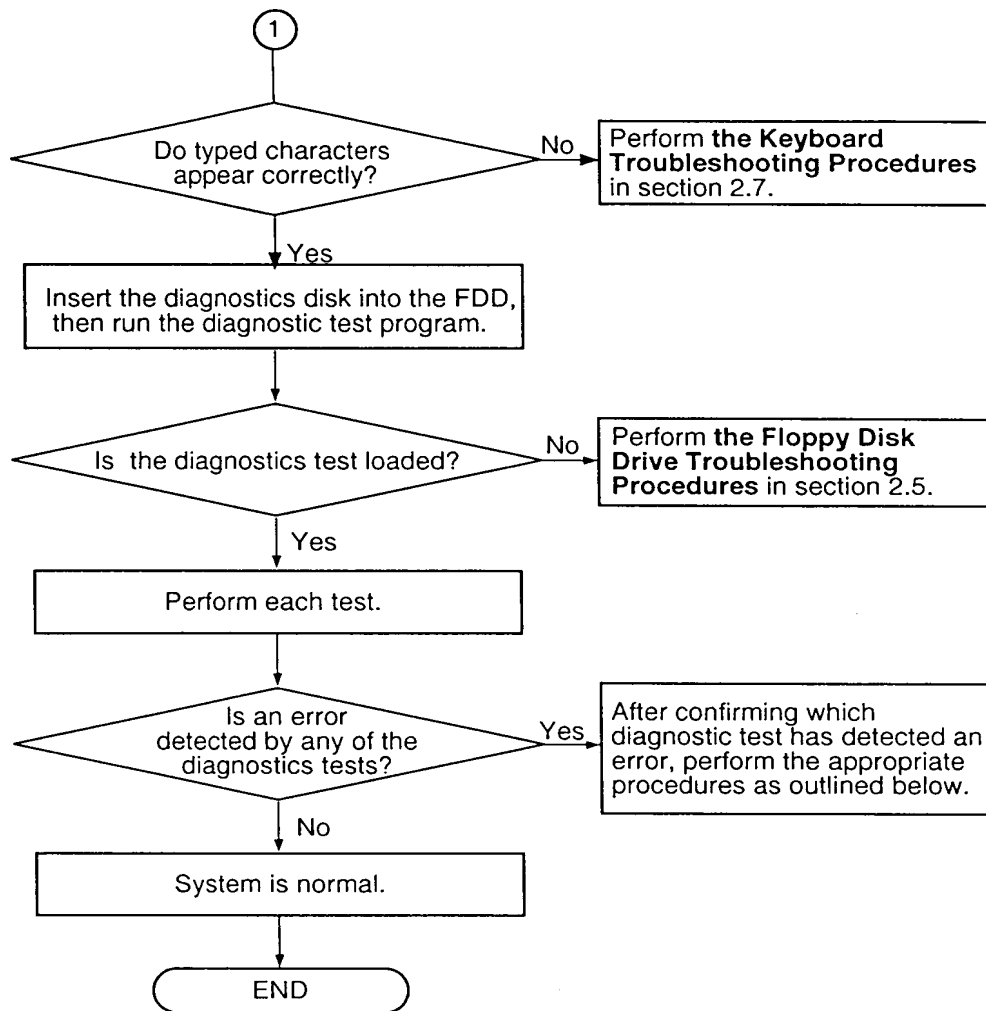 1
Do typed characters
appear correctly?
No
Perform the Keyboard
Troubleshooting Procedures
in section 2.7.
Yes
Insert the diagnostics disk into the FDD,
then run the diagnostic test program.
Is the diagnostics test loaded?
No
Perform the Floppy Disk
Drive Troubleshooting
Procedures in section 2.5.
Yes
Perform each test.
Is an error
detected by any of the
diagnostics tests?
Yes
After confirming which
diagnostic test has detected an
error, perform the appropriate
procedures as outlined below.
No
System is normal.
END